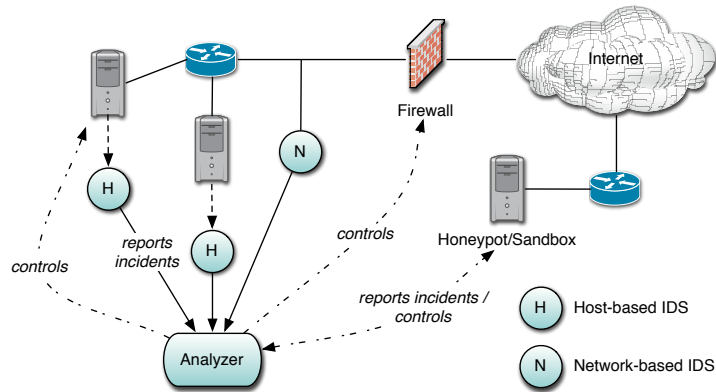 Internet
Firewall
N
H
reports
incidents
controls
H
controls
Honeypot/Sandbox
reports incidents /
controls
H Host-based IDS
Analyzer
N Network-based IDS